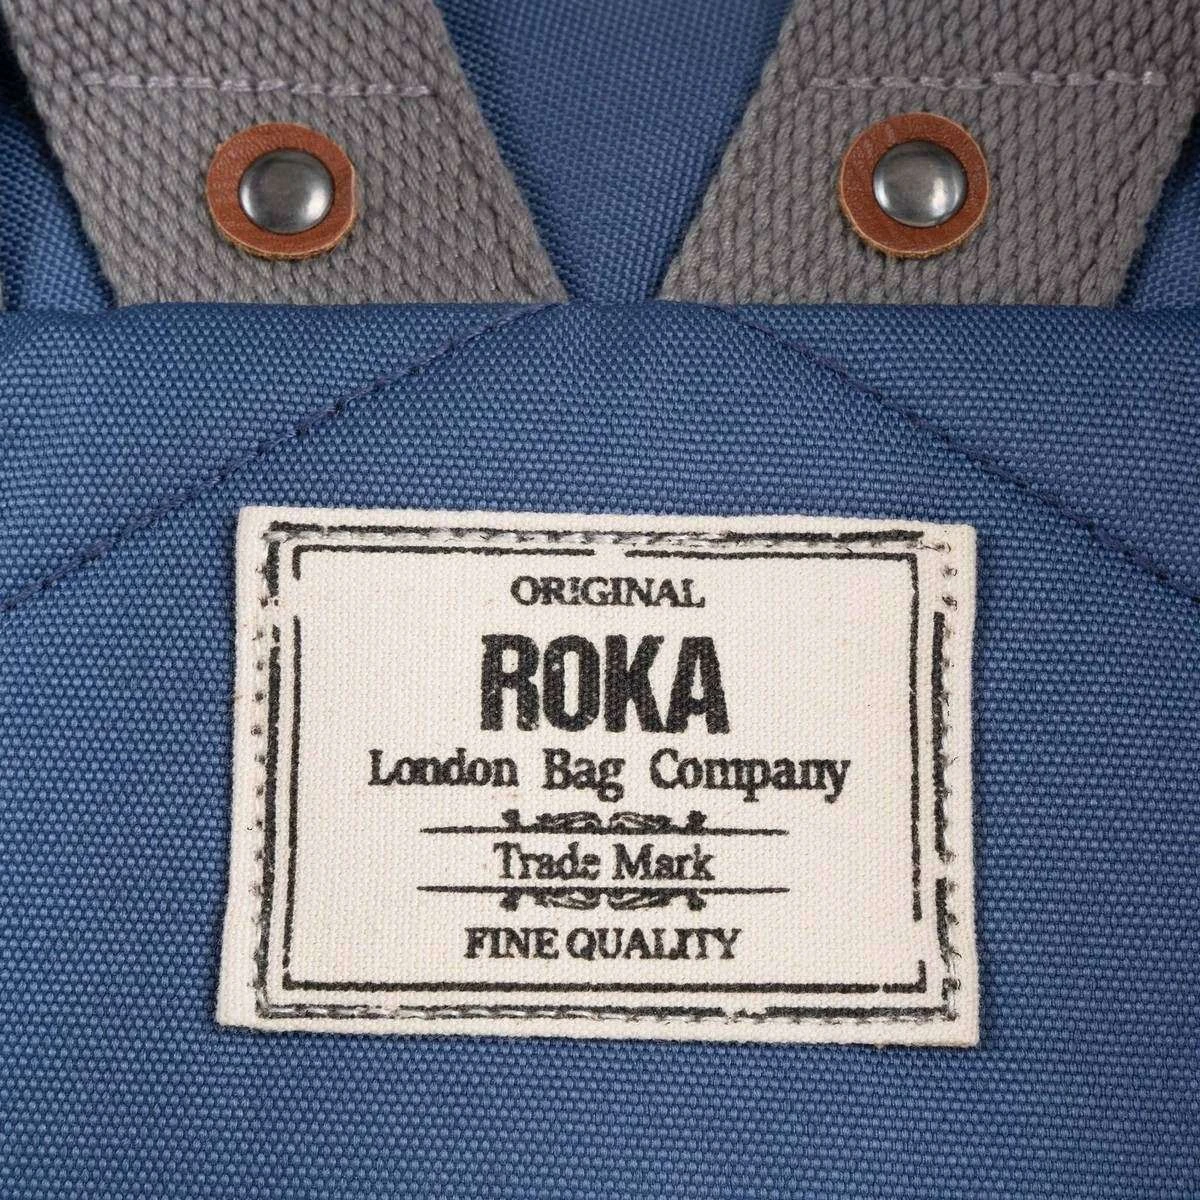 ORIGINAL
ROKA
London Bag Company
Trade Mark
FINE QUALITY